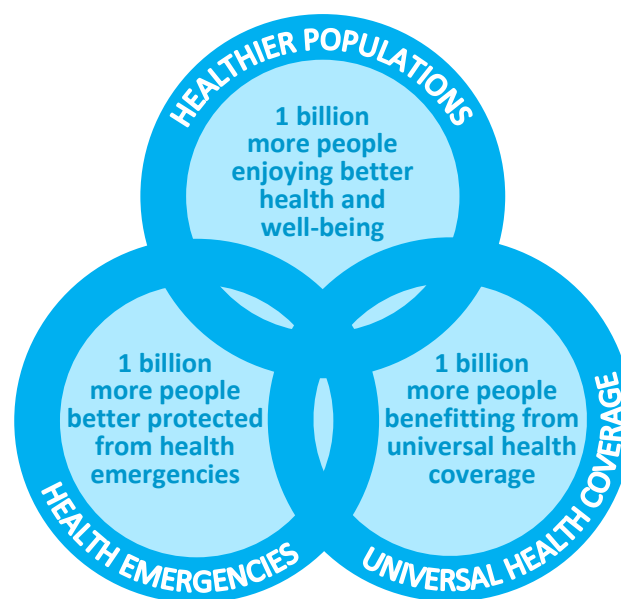 HEALTHIER POPULATIONS
1 billion
more people
enjoying better
health and
well-being
1 billion
more people
better protected
from health
emergencies
HEALTH EMERGENCIES
1 billion
more people
benefitting from
universal health
coverage
UNIVERSAL HEALTH COVERAGE